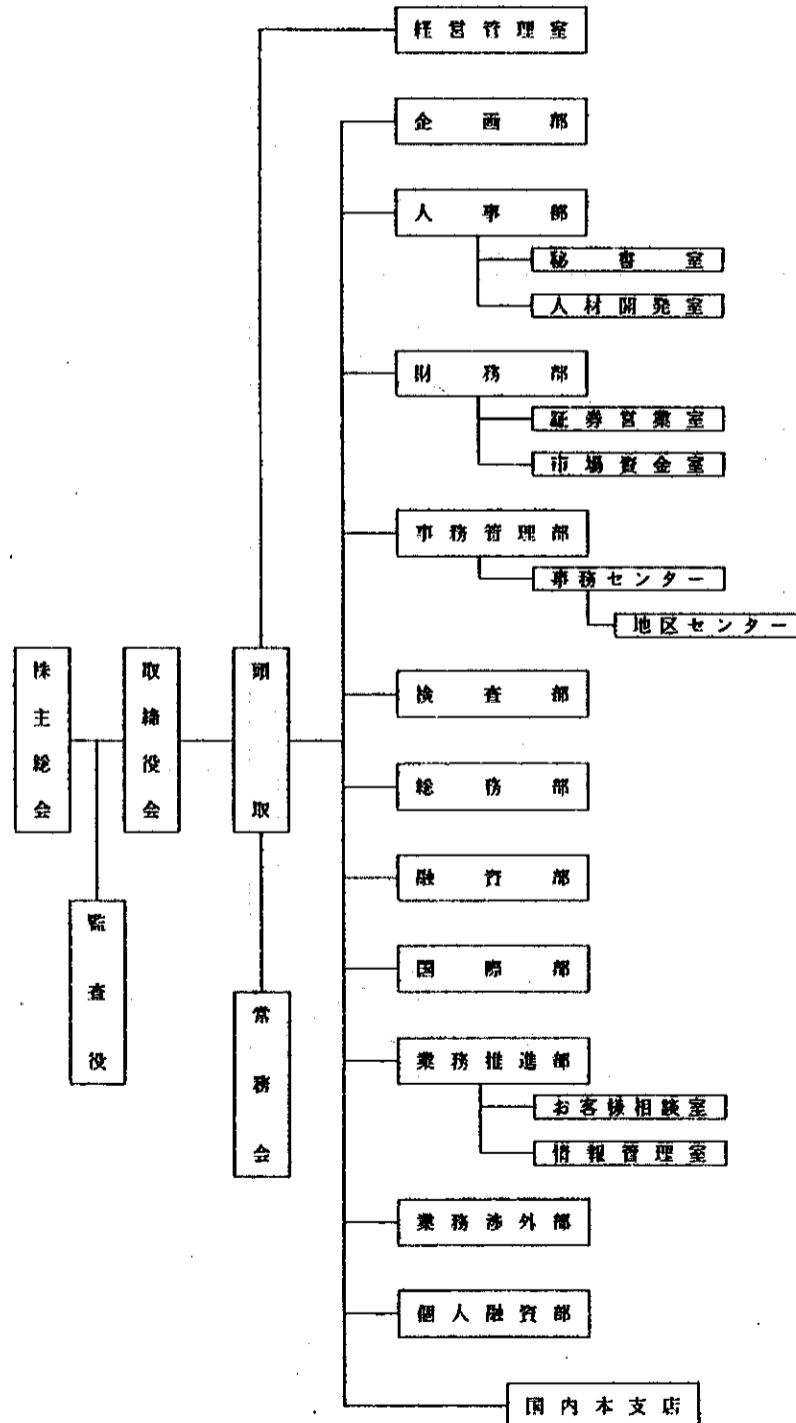 経営管理室
企画部
人事部
秘書室
人材開発室
財務部
証券営業室
市場資金室
事務管理部
事務センター
地区センター
株主総会
取締役会
頭取
検査部
総務部
融資部
監査役
国際部
常務会
業務推進部
お客様相談室
情報管理室
業務渉外部
個人融資部
国内本支店